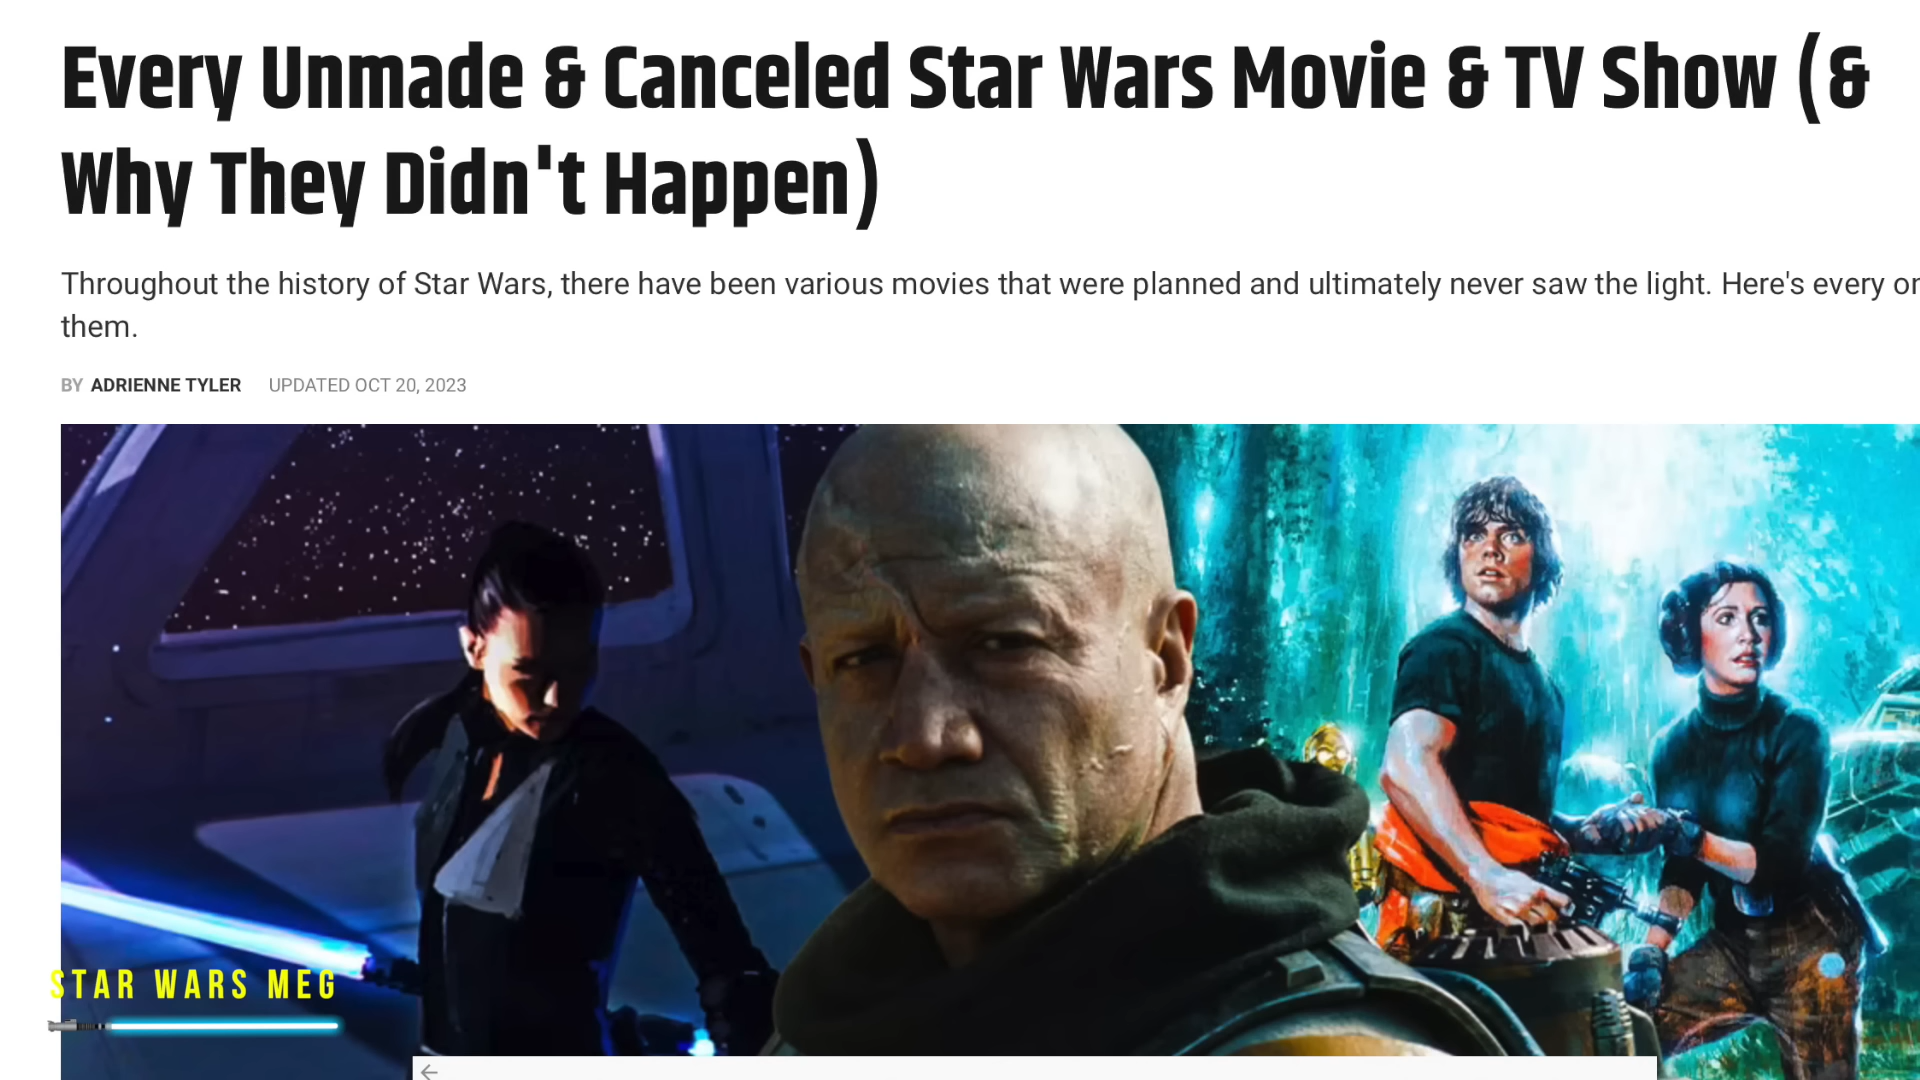 Every Unmade & Canceled Star Wars Movie & TV Show (&
Why They Didn't Happen)
Throughout the history of Star Wars, there have been various movies that were planned and ultimately never saw the light. Here's every
them.
BY ADRIENNE TYLER UPDATED OCT 20, 2023
STAR WARS MEG